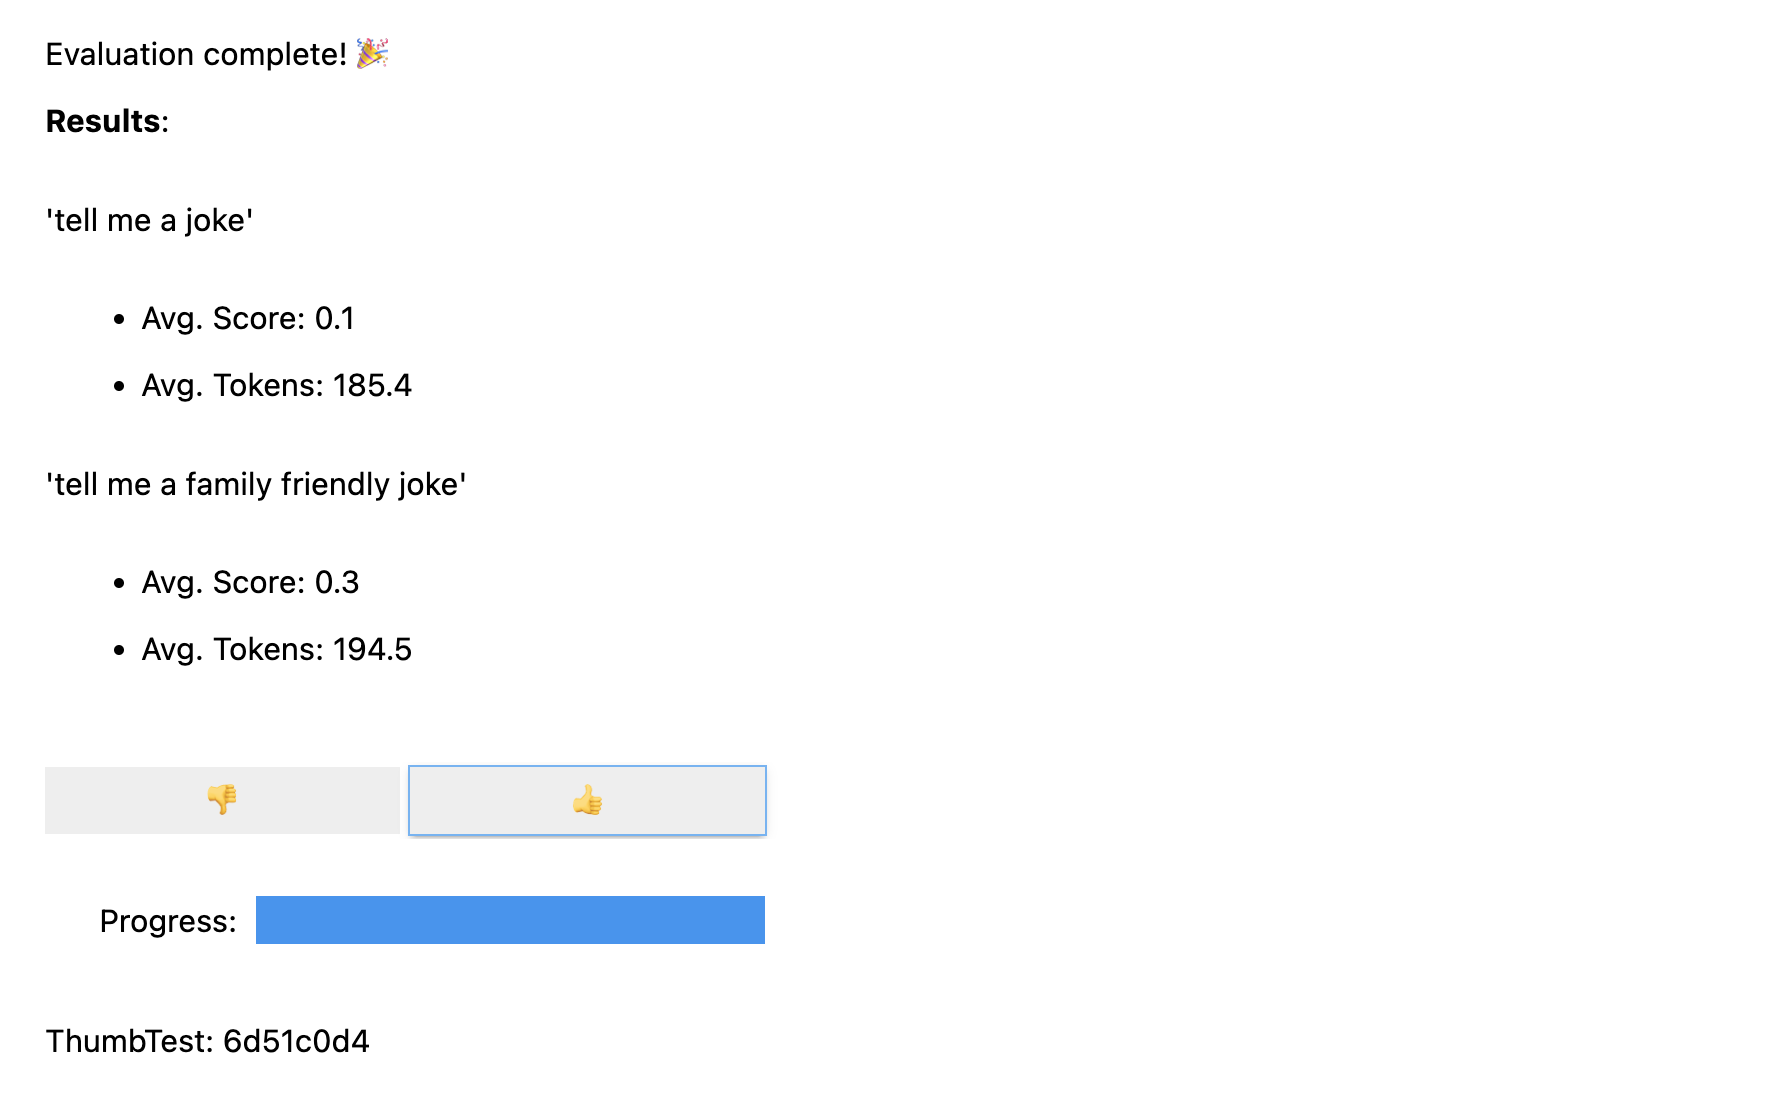 Evaluation complete! 🎉
Results:
'tell me a joke'
• Avg. Score: 0.1
• Avg. Tokens: 185.4
'tell me a family friendly joke'
• Avg. Score: 0.3
• Avg. Tokens: 194.5
👎 👍
Progress:
ThumbTest: 6d51c0d4